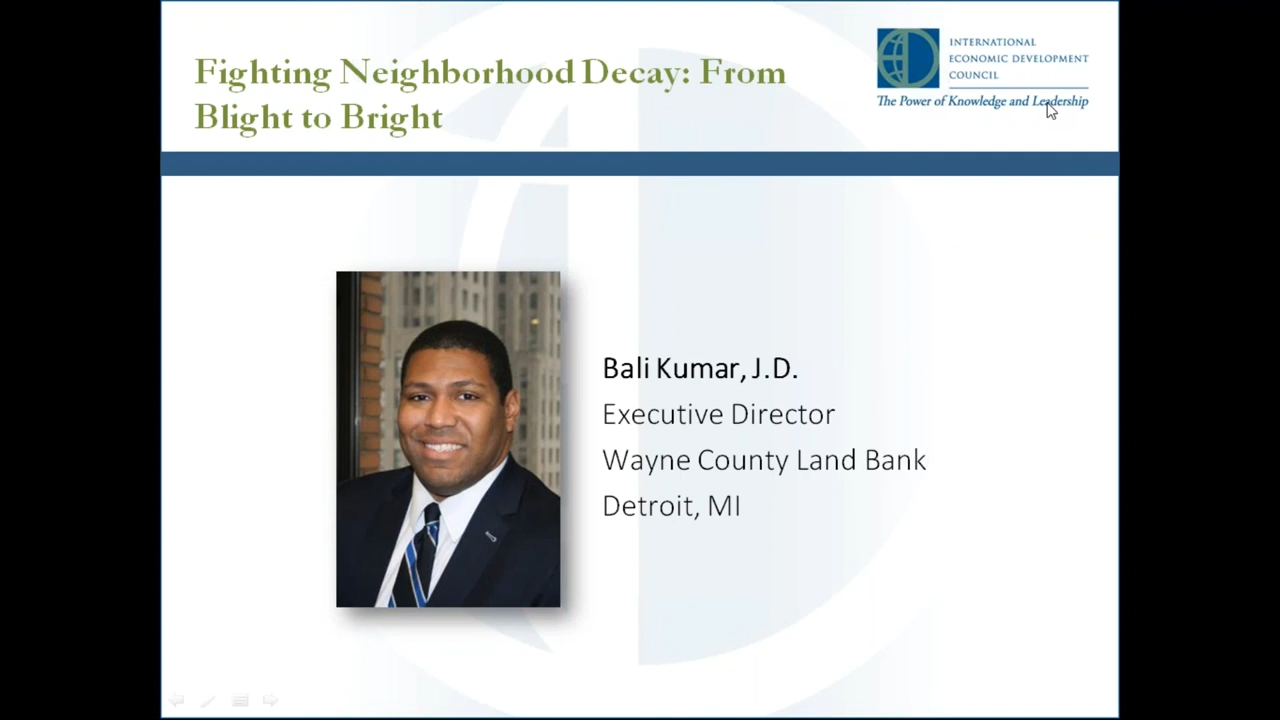 Fighting Neighborhood Decay: From
Blight to Bright
INTERNATIONAL
ECONOMIC DEVELOPMENT
COUNCIL
The Power of Knowledge and Leadership
Bali Kumar, J.D.
Executive Director
Wayne County Land Bank
Detroit, MI